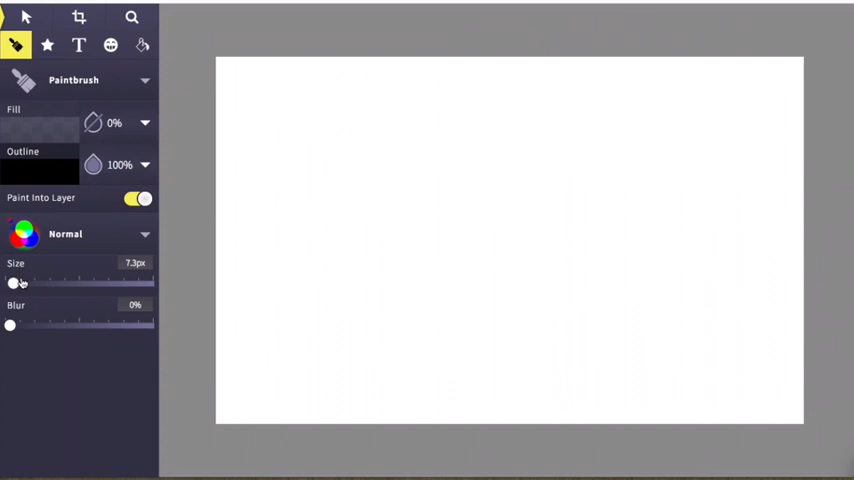 T
Paintbrush
Fill
0%
Outline
100%
Paint Into Layer
Normal
Size
7.3px
Blur
0%